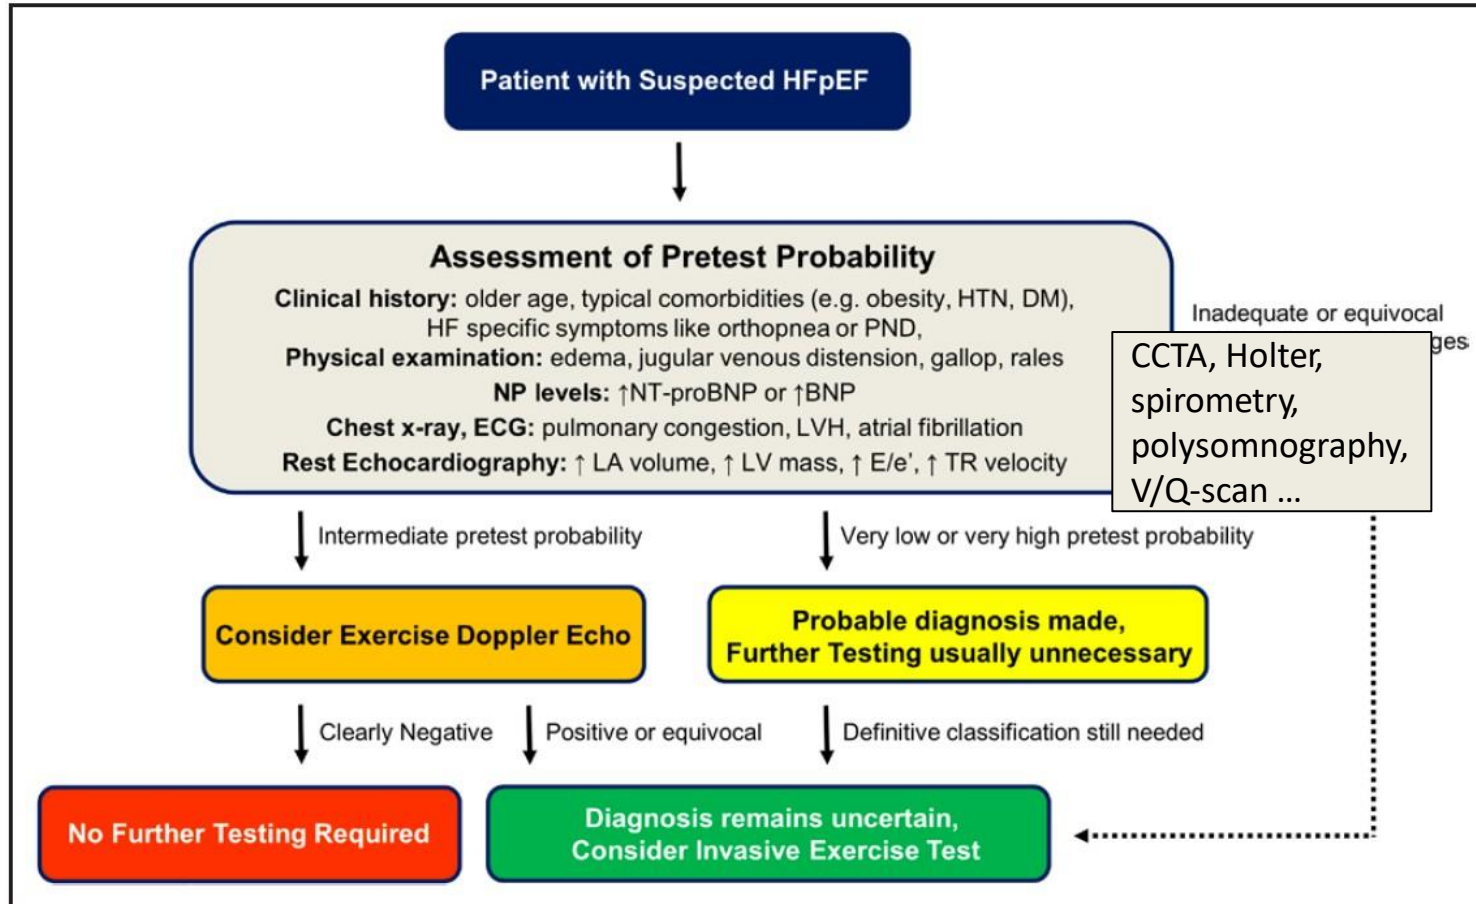 Patient with Suspected HFpEF
Assessment of Pretest Probability
Clinical history: older age, typical comorbidities (e.g. obesity, HTN, DM),
HF specific symptoms like orthopnea or PND,
Physical examination: edema, jugular venous distension, gallop, rales
NP levels: ↑NT-proBNP or ↑BNP
Chest x-ray, ECG: pulmonary congestion, LVH, atrial fibrillation
Rest Echocardiography: ↑ LA volume, ↑ LV mass, ↑ E/e’, ↑ TR velocity
Inadequate or equivocal
CCTA, Holter,
spirometry,
polysomnography,
V/Q-scan ...
Intermediate pretest probability
Very low or very high pretest probability
Consider Exercise Doppler Echo
Probable diagnosis made,
Further Testing usually unnecessary
Clearly Negative
Positive or equivocal
Definitive classification still needed
No Further Testing Required
Diagnosis remains uncertain,
Consider Invasive Exercise Test